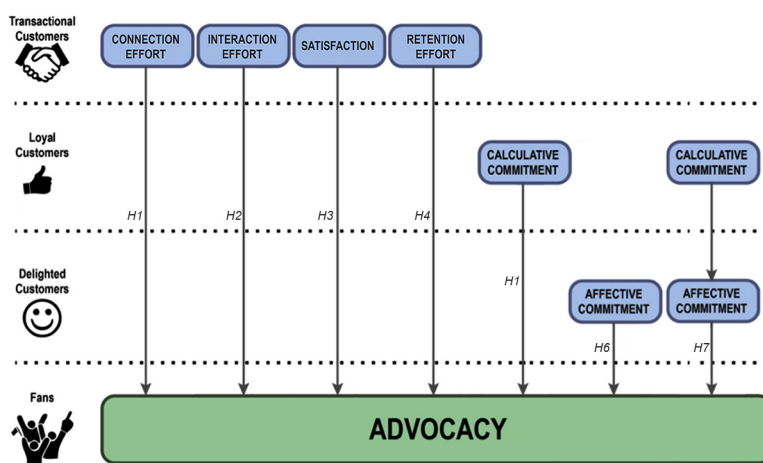 Transactional
Customers
CONNECTION
EFFORT
INTERACTION
EFFORT
SATISFACTION
RETENTION
EFFORT
Loyal
Customers
CALCULATIVE
COMMITMENT
CALCULATIVE
COMMITMENT
H1
H2
H3
H4
Delighted
Customers
H1
AFFECTIVE
COMMITMENT
AFFECTIVE
COMMITMENT
H6
H7
Fans
ADVOCACY